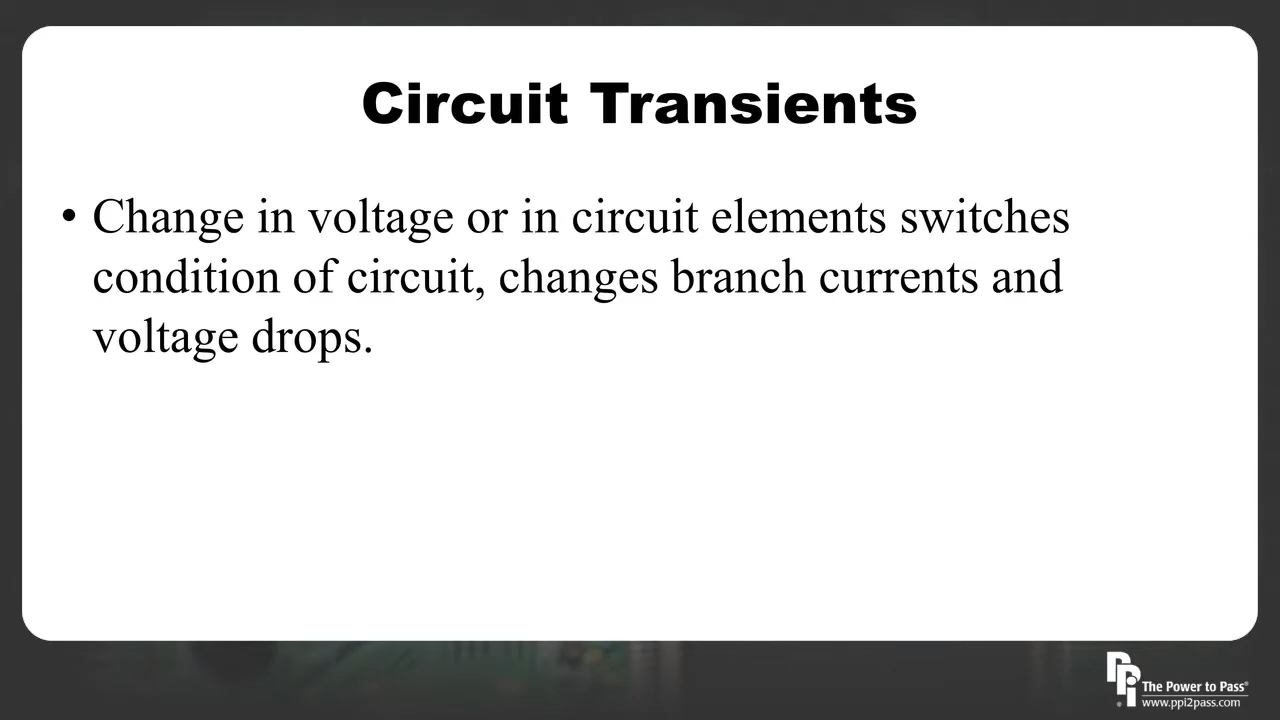 Circuit Transients
• Change in voltage or in circuit elements switches
condition of circuit, changes branch currents and
voltage drops.
PPI
The Power to Pass®
www.ppi2pass.com